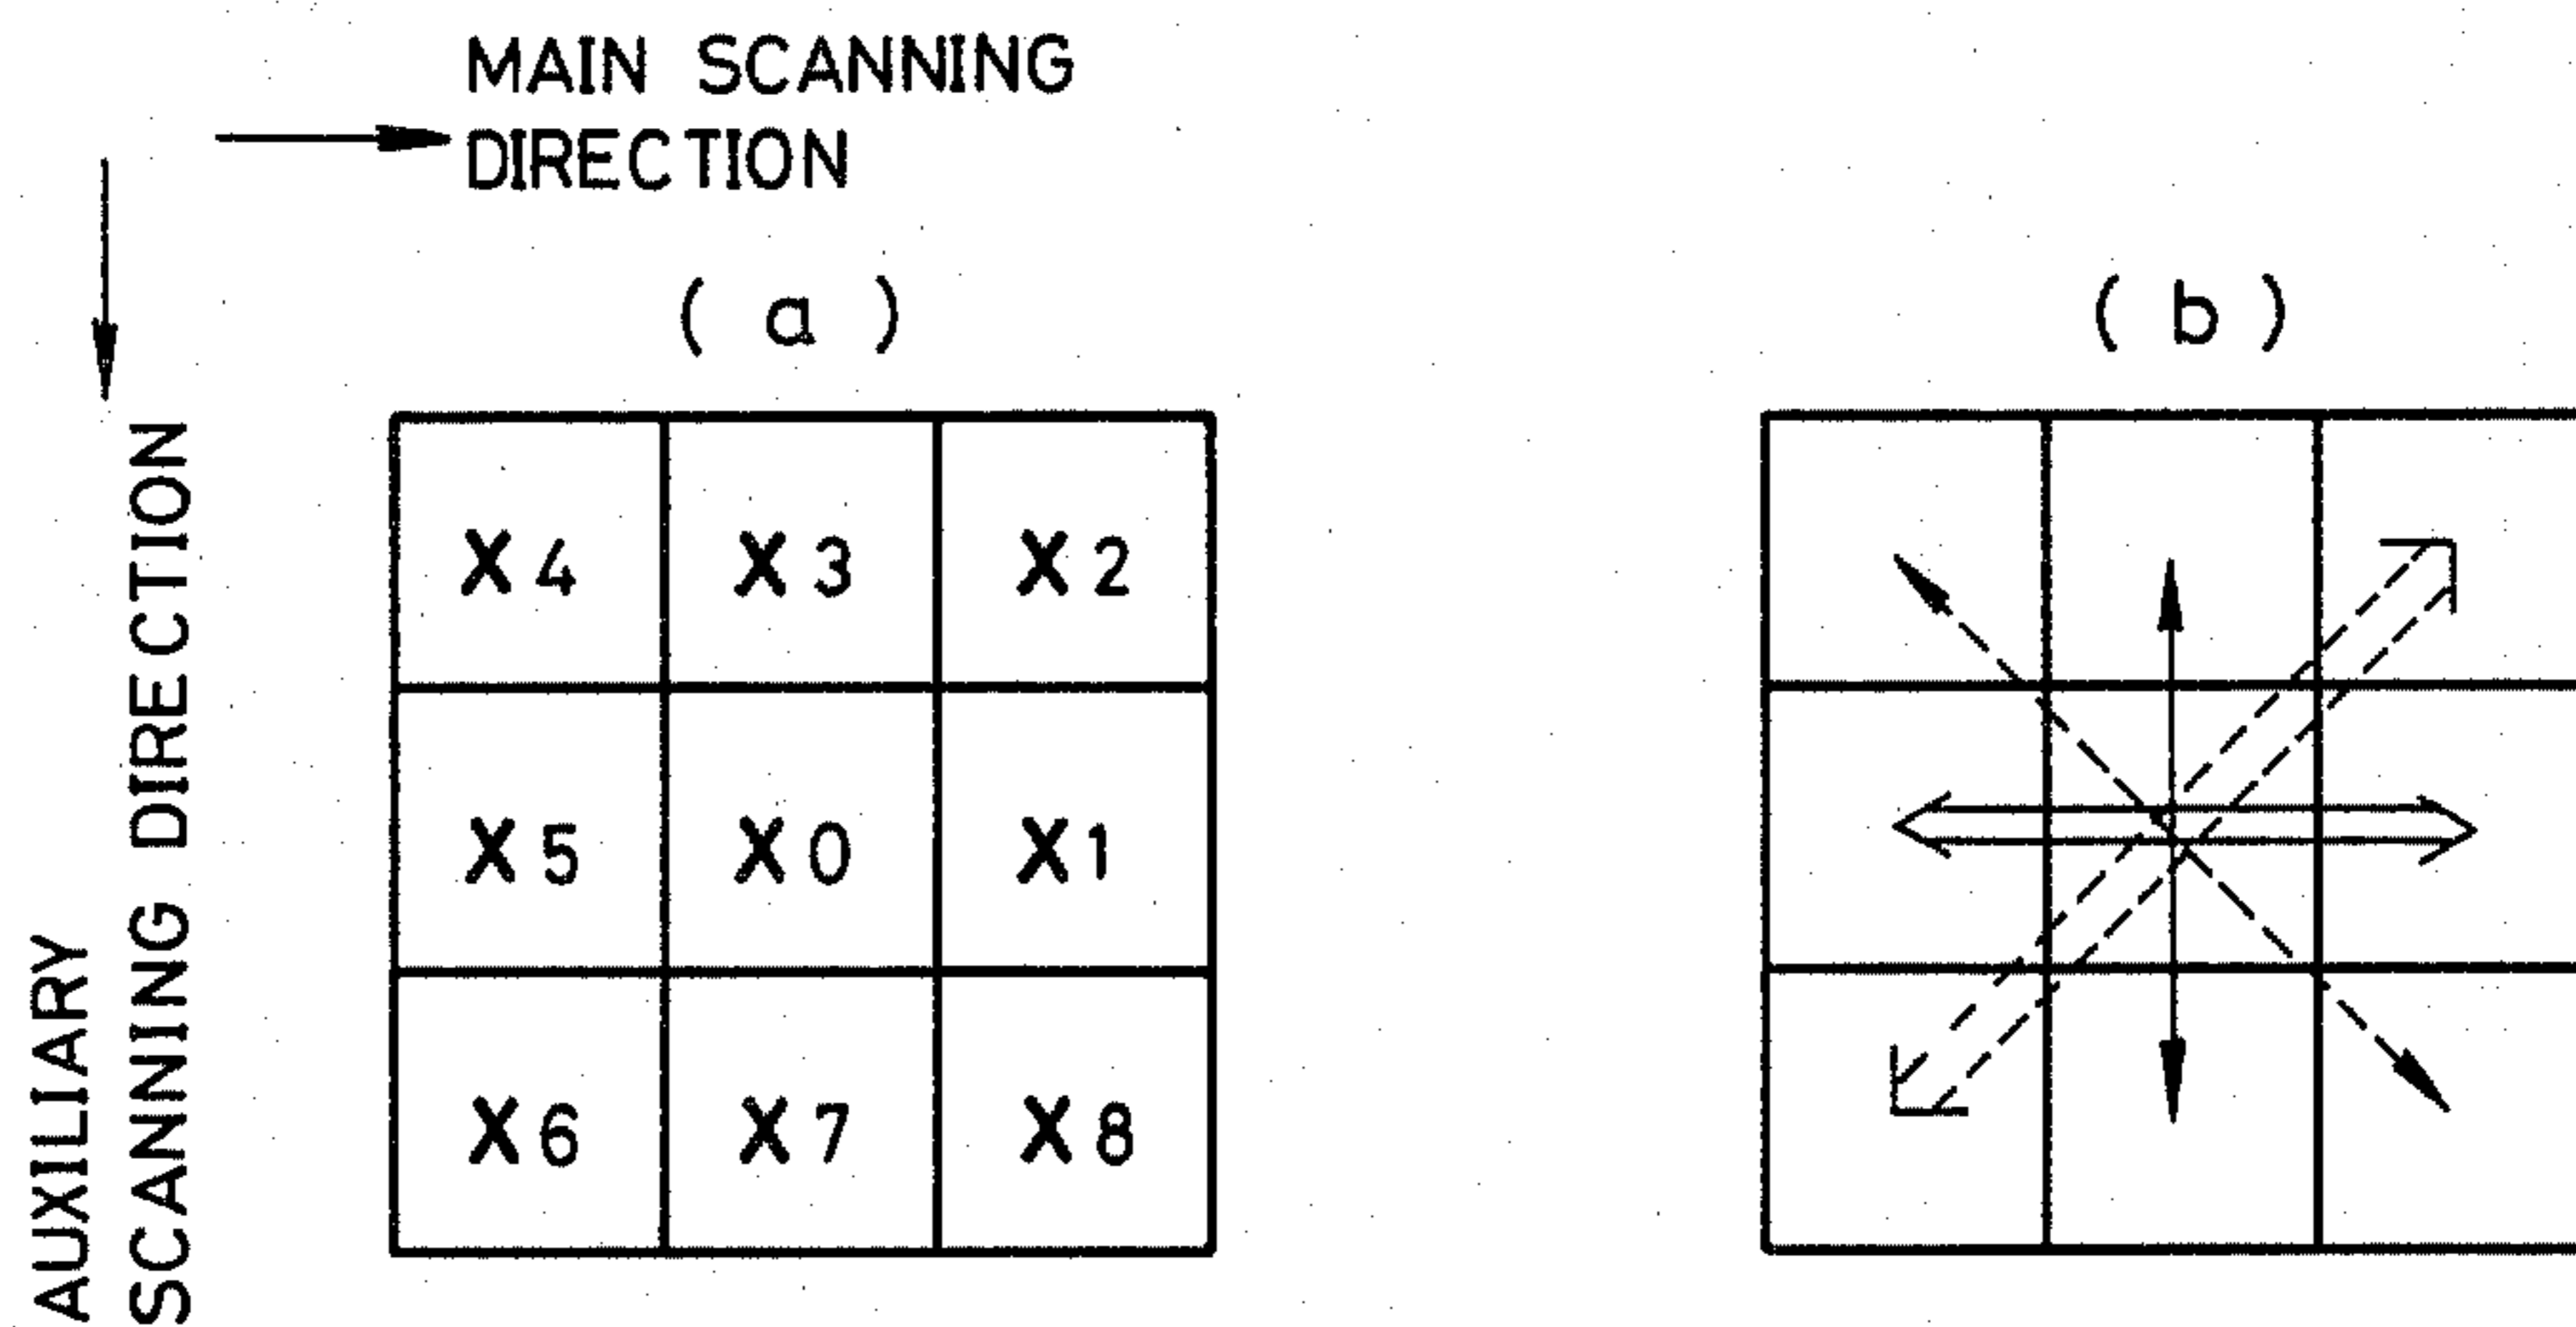 MAIN SCANNING
DIRECTION
AUXILIARY
SCANNING DIRECTION
(a)
X4 X3 X2
X5 X0 X1
X6 X7 X8
(b)